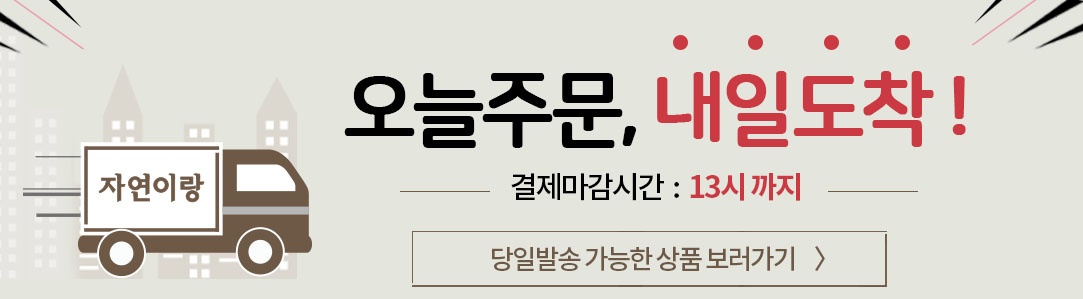 오늘주문, 내일도착!
자연이랑
결제마감시간 : 13시 까지
당일발송 가능한 상품 보러가기 〉